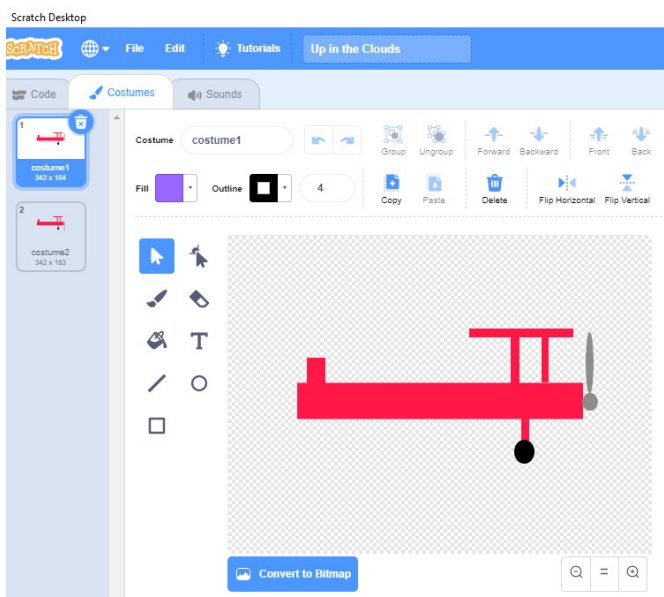 Scratch Desktop
SCRATCH File Edit Tutorials Up in the Clouds
Code Costumes Sounds
1
costume1
342 x 154
2
costume2
342 x 163
Costume costume1 Group Ungroup Forward Backward Front Back
Fill Outline 4 Copy Paste Delete Flip Horizontal Flip Vertical
T
Convert to Bitmap
=